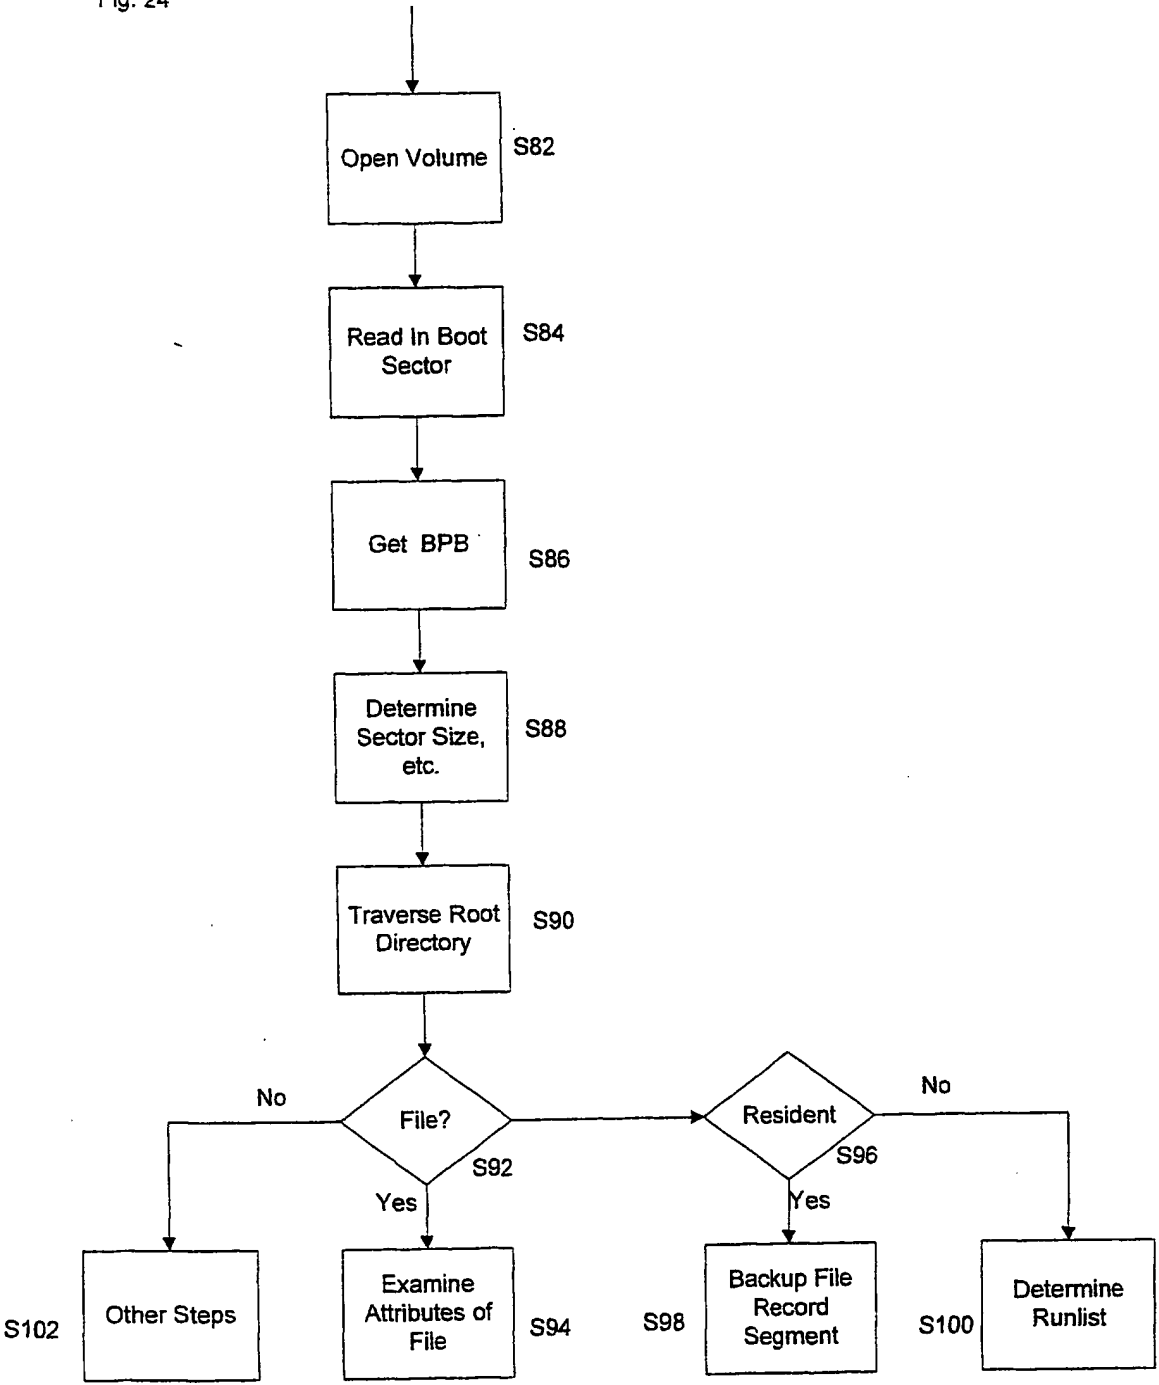 Fig. 24
Open Volume
S82
Read In Boot
Sector
S84
Get BPB
S86
Determine
Sector Size,
etc.
S88
Traverse Root
Directory
S90
No
File?
S92
Yes
Resident
S96
No
Yes
Other Steps
S102
Examine
Attributes of
File
S94
Backup File
Record
Segment
S98
Determine
Runlist
S100